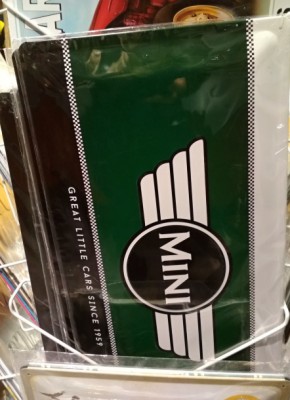 MINI
GREAT LITTLE CARS SINCE 1959